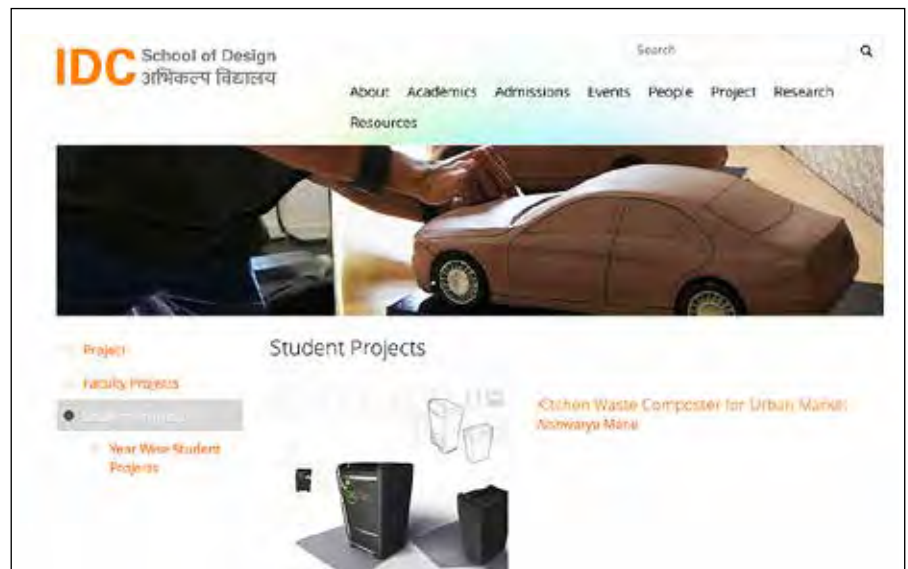 IDC School of Design
अभिकल्प विद्यालय
Search
About Academics Admissions Events People Project Research
Resources
Project
Faculty Projects
Year Wise Student
Projects
Student Projects
Kitchen Waste Composter for Urban Market
Aishwarya Mane